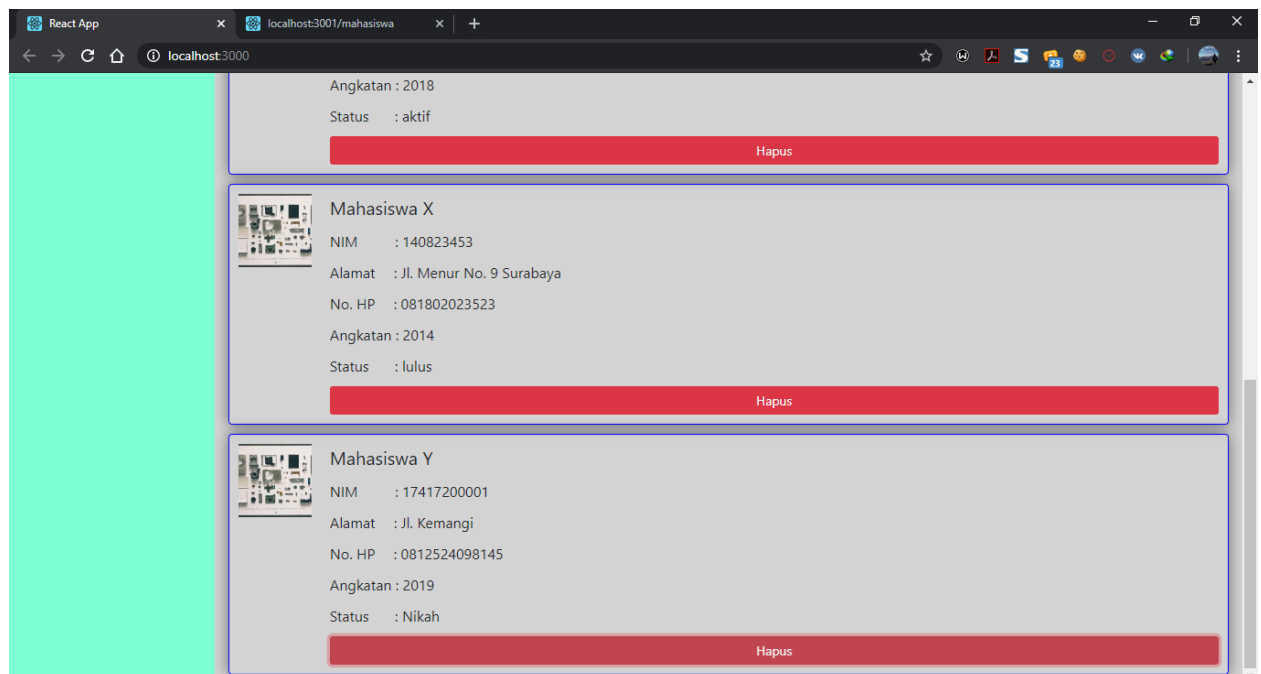 React App
localhost:3001/mahasiswa
localhost:3000
23
Angkatan : 2018
Status : aktif
Hapus
Mahasiswa X
NIM : 140823453
Alamat : Jl. Menur No. 9 Surabaya
No. HP : 081802023523
Angkatan : 2014
Status : lulus
Hapus
Mahasiswa Y
NIM : 17417200001
Alamat : Jl. Kemangi
No. HP : 0812524098145
Angkatan : 2019
Status : Nikah
Hapus